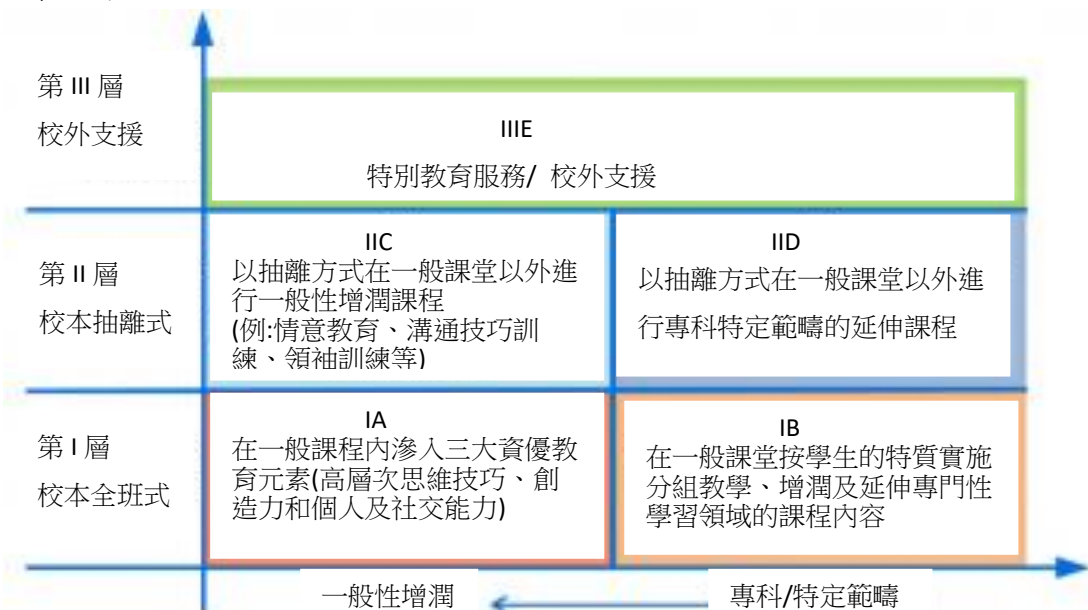 第 III 層
校外支援
IIIE
特別教育服務/ 校外支援
第 II 層
校本抽離式
IIC
以抽離方式在一般課堂以外進
行一般性增潤課程
(例:情意教育、溝通技巧訓
練、領袖訓練等)
IID
以抽離方式在一般課堂以外進
行專科特定範疇的延伸課程
第 I 層
校本全班式
IA
在一般課程內滲入三大資優教
育元素(高層次思維技巧、創
造力和個人及社交能力)
IB
在一般課堂按學生的特質實施
分組教學、增潤及延伸專門性
學習領域的課程內容
一般性增潤
專科/特定範疇